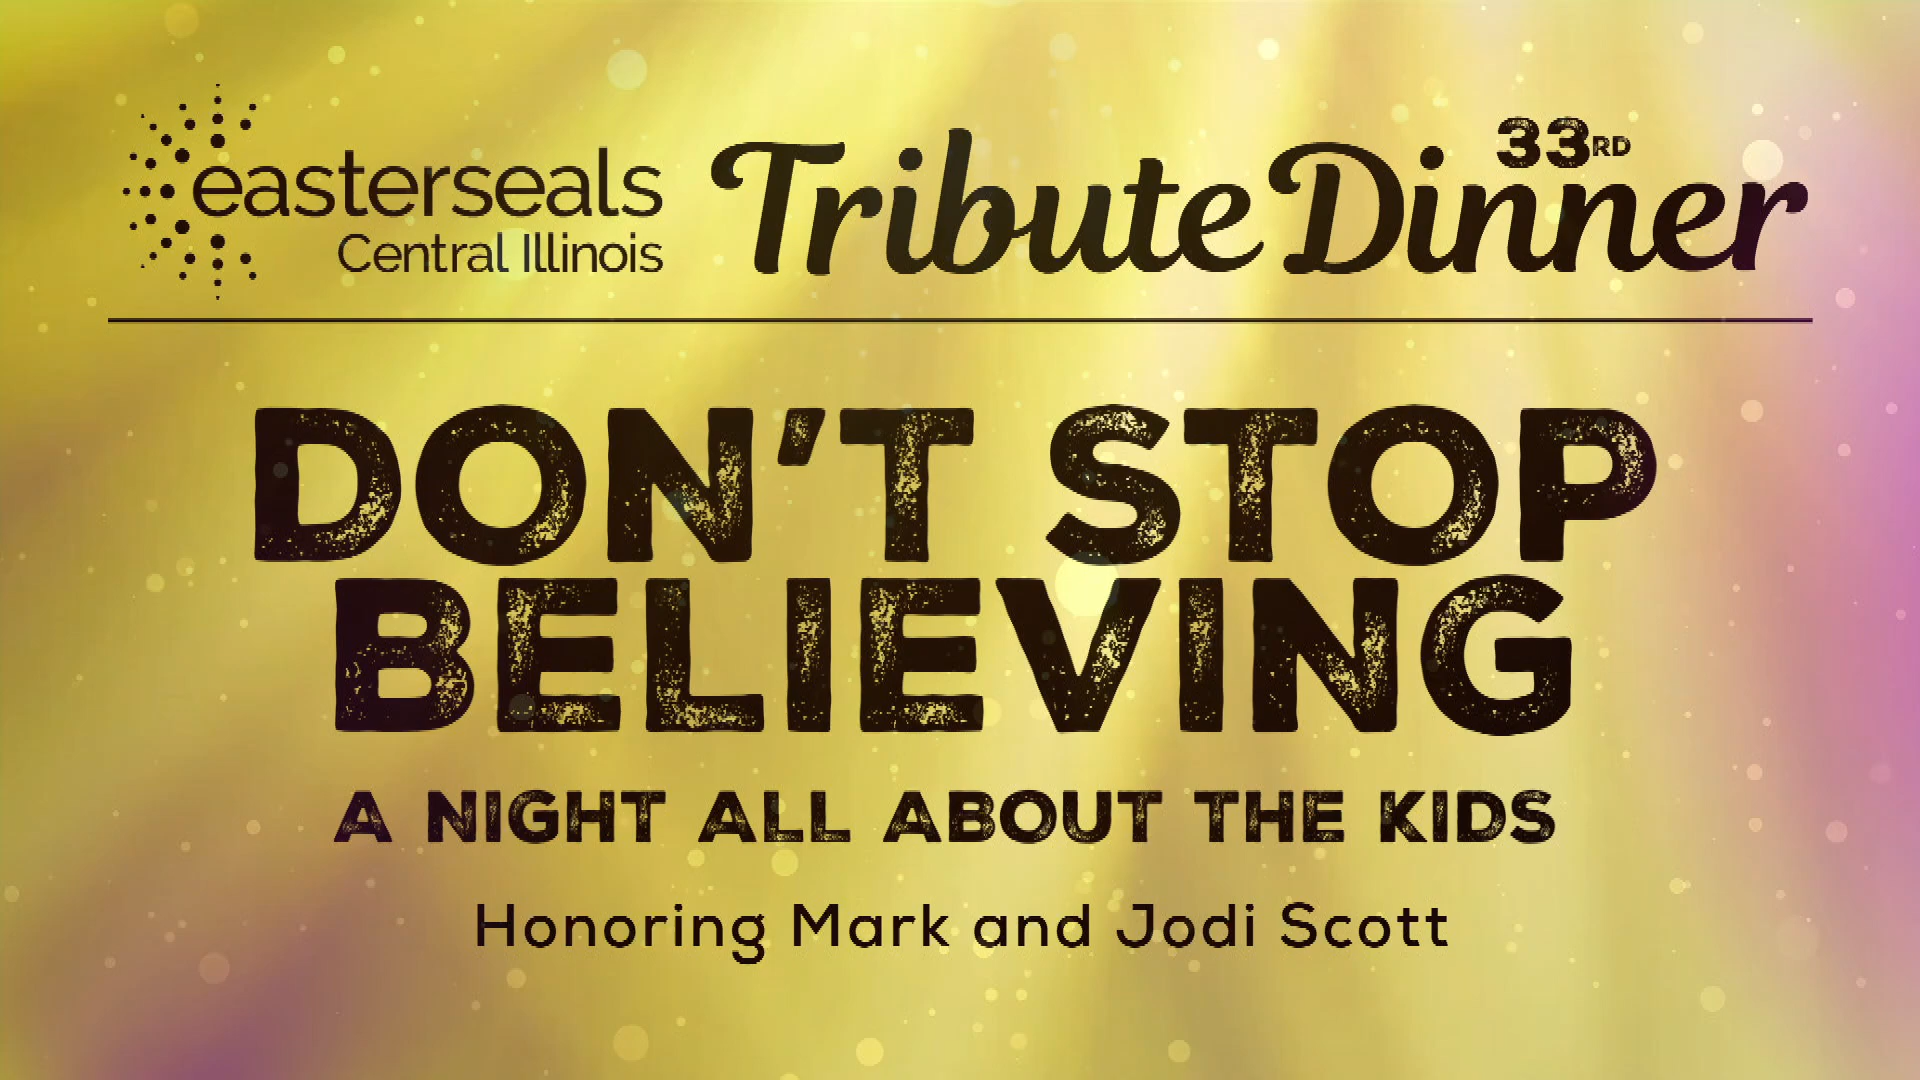 easterseals
Central Illinois
33RD
Tribute Dinner
DON'T STOP
BELIEVING
A NIGHT ALL ABOUT THE KIDS
Honoring Mark and Jodi Scott